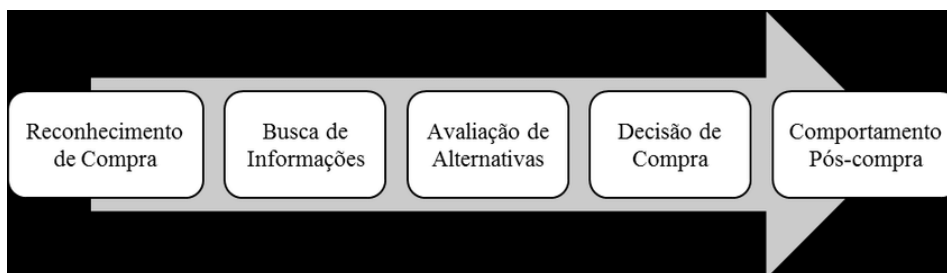 Reconhecimento
de Compra
Busca de
Informações
Avaliação de
Alternativas
Decisão de
Compra
Comportamento
Pós-compra